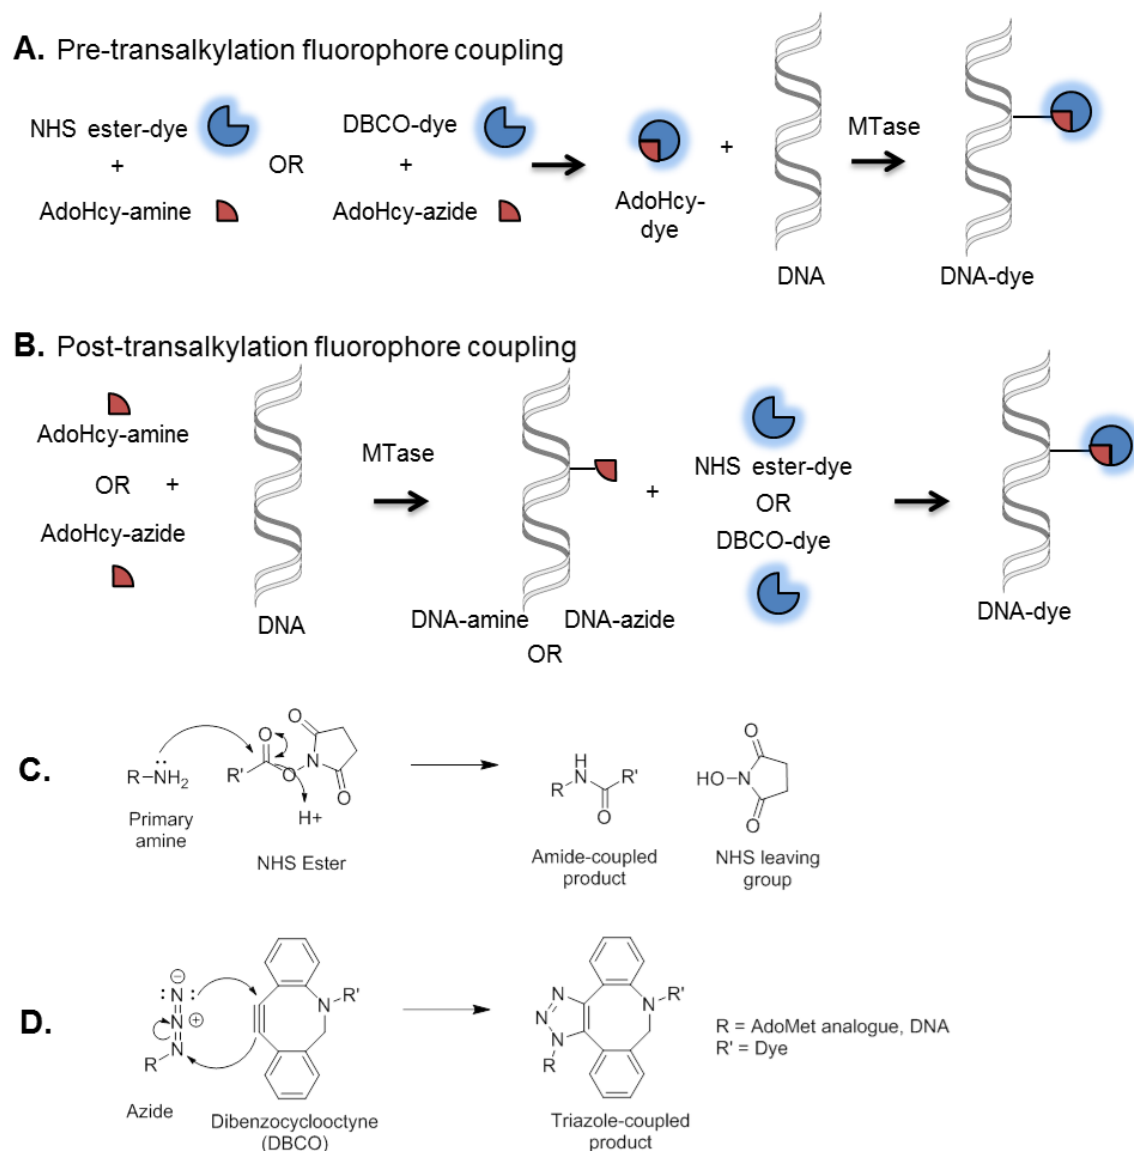 A. Pre-transalkylation fluorophore coupling
NHS ester-dye
+
AdoHcy-amine
OR
DBCO-dye
+
AdoHcy-azide
AdoHcy-
dye
+
DNA
MTase
DNA-dye
B. Post-transalkylation fluorophore coupling
AdoHcy-amine
OR +
AdoHcy-azide
DNA
MTase
DNA-amine DNA-azide
OR
+
NHS ester-dye
OR
DBCO-dye
DNA-dye
C.
R-NH2
Primary
amine
O
R'
O
N
O
O
H+
NHS Ester
H
N
R
R'
O
Amide-coupled
product
O
HO-N
O
NHS leaving
group
D.
⊖
:N:
N⊕
N
R
Azide
N-R'
Dibenzocyclooctyne
(DBCO)
N
N
N
R
N-R'
Triazole-coupled
product
R = AdoMet analogue, DNA
R' = Dye